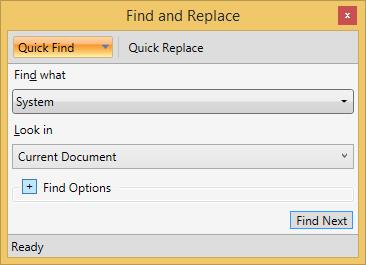 Find and Replace
Quick Find Quick Replace
Find what
System
Look in
Current Document
Find Options
Find Next
Ready